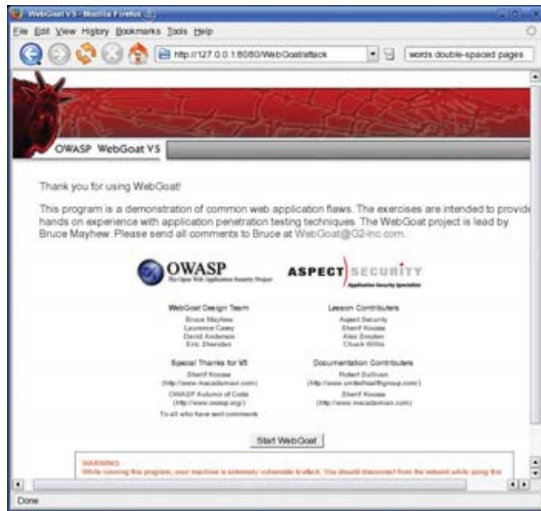 WebGoat V5 - Mozilla Firefox
File Edit View History Bookmarks Tools Help
http://127.0.0.1:8080/WebGoat/attack
words double-spaced pages
OWASP WebGoat V5
Thank you for using WebGoat!
This program is a demonstration of common web application flaws. The exercises are intended to provide
hands on experience with application penetration testing techniques. The WebGoat project is lead by
Bruce Mayhew. Please send all comments to Bruce at WebGoat@G2-inc.com.
OWASP
The Open Web Application Security Project
ASPECT SECURITY
Application Security Specialists
WebGoat Design Team
Bruce Mayhew
Laurence Casey
David Anderson
Eric Sheridan
Lesson Contributers
Aspect Security
Sherif Koussa
Alex Smolen
Chuck Willis
Special Thanks for V5
Sherif Koussa
(http://www.macadamian.com)
OWASP Autumn of Code
(http://www.owasp.org/)
To all who have sent comments
Documentation Contributers
Robert Sullivan
(http://www.unitedhealthgroup.com/)
Sherif Koussa
(http://www.macadamian.com)
Start WebGoat
WARNING
While running this program, your machine is extremely vulnerable to attack. You should disconnect from the network while using this
Done